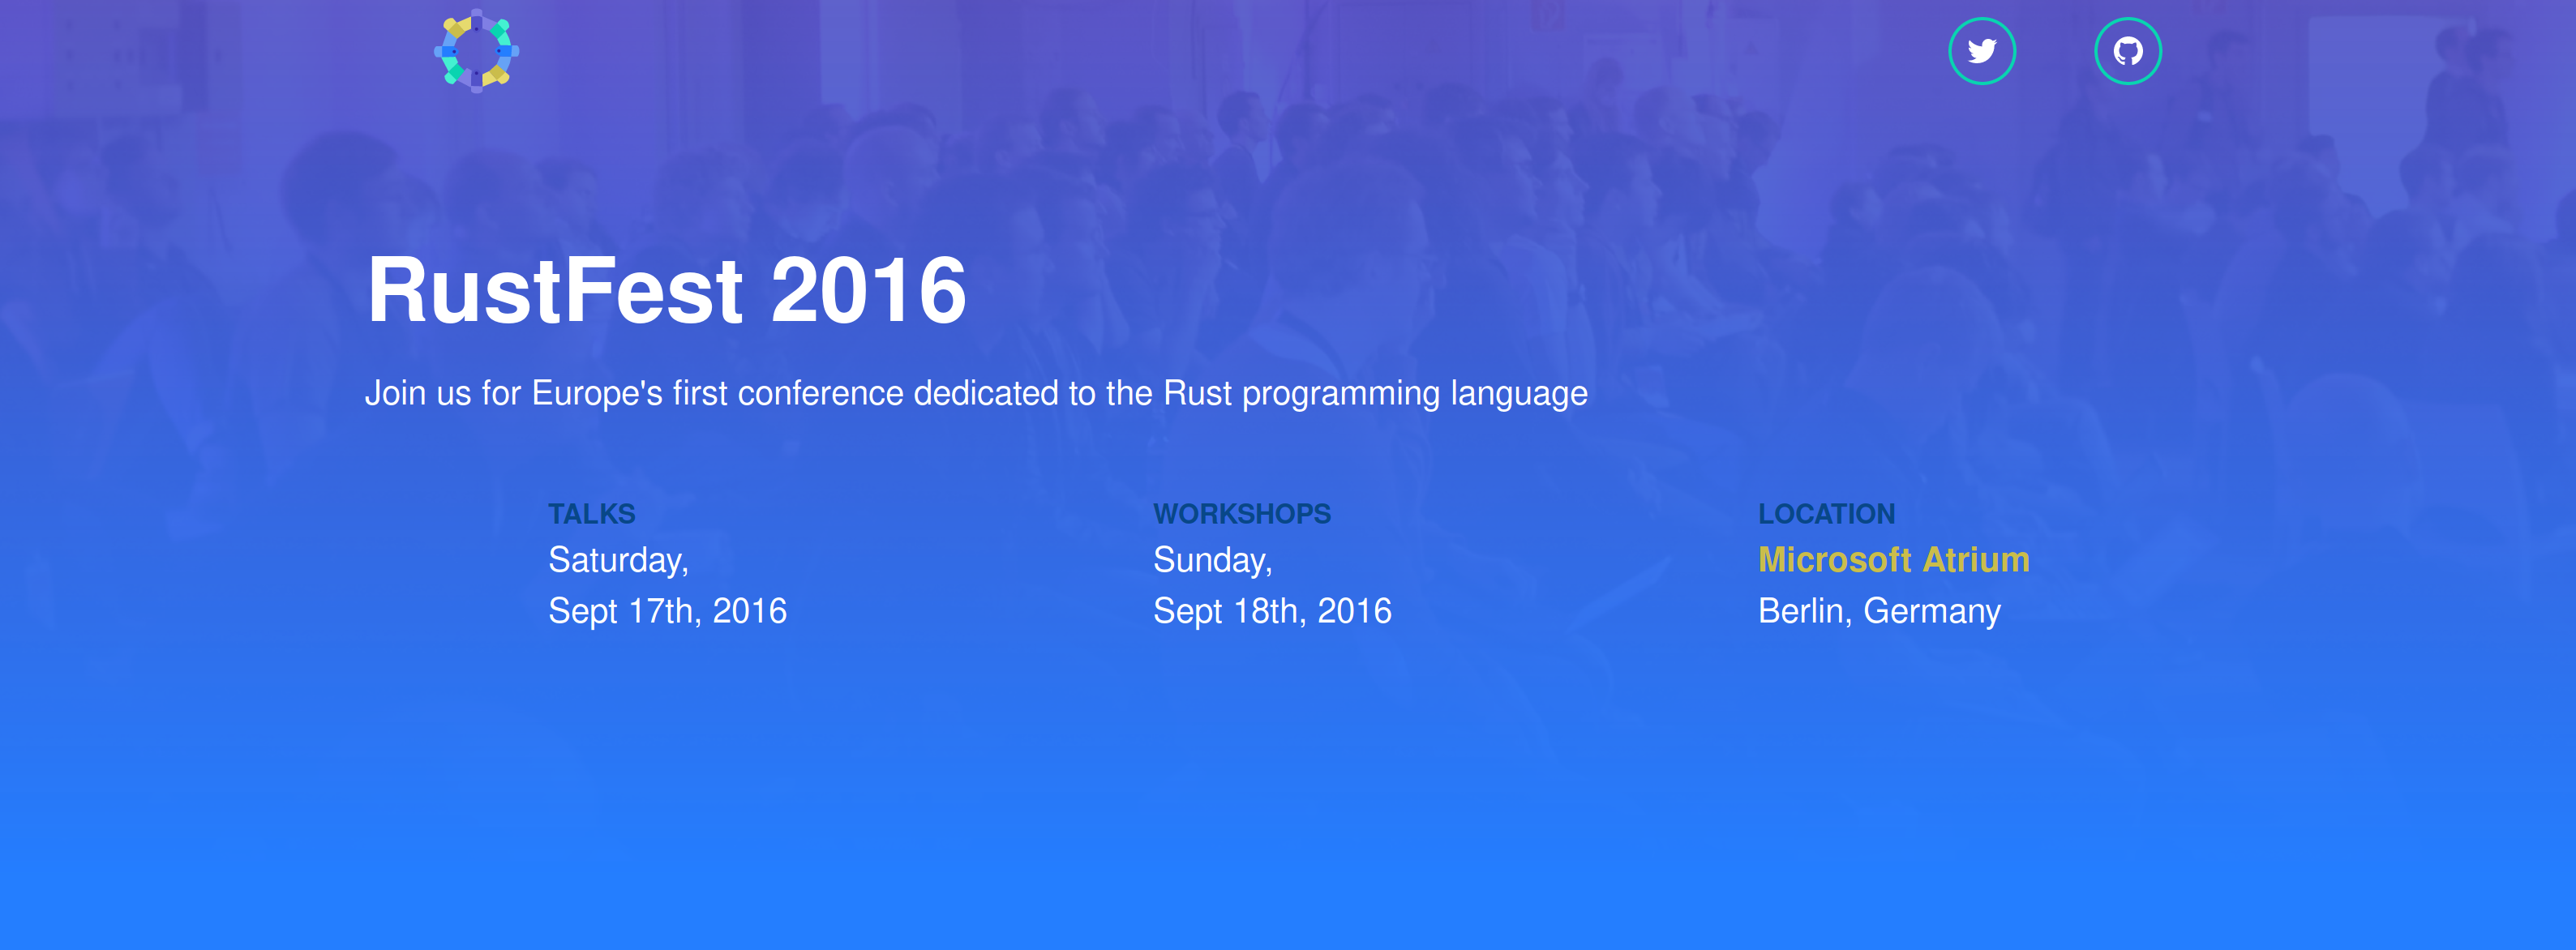 RustFest 2016
Join us for Europe's first conference dedicated to the Rust programming language
TALKS
Saturday,
Sept 17th, 2016
WORKSHOPS
Sunday,
Sept 18th, 2016
LOCATION
Microsoft Atrium
Berlin, Germany